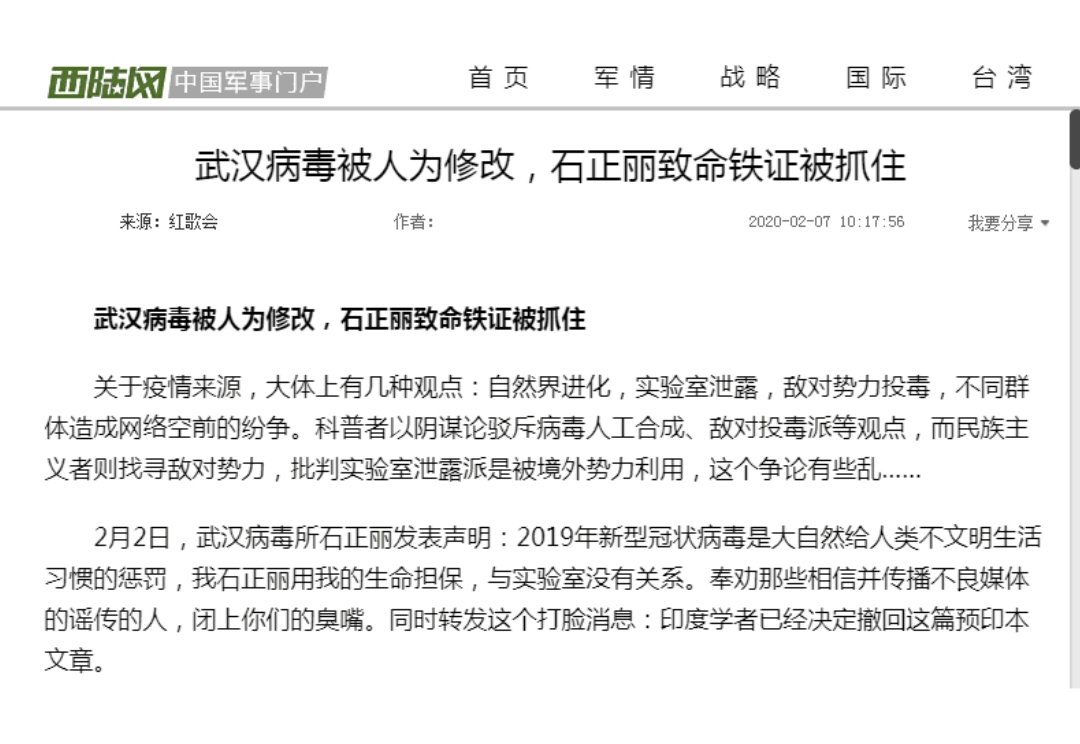 西陆网 中国军事门户 首页 军情 战略 国际 台湾
武汉病毒被人为修改，石正丽致命铁证被抓住
来源：红歌会 作者： 2020-02-07 10:17:56 我要分享
武汉病毒被人为修改，石正丽致命铁证被抓住
关于疫情来源，大体上有几种观点：自然界进化，实验室泄露，敌对势力投毒，不同群
体造成网络空前的纷争。科普者以阴谋论驳斥病毒人工合成、敌对投毒派等观点，而民族主
义者则找寻敌对势力，批判实验室泄露派是被境外势力利用，这个争论有些乱……
2月2日，武汉病毒所石正丽发表声明：2019年新型冠状病毒是大自然给人类不文明生活
习惯的惩罚，我石正丽用我的生命担保，与实验室没有关系。奉劝那些相信并传播不良媒体
的谣传的人，闭上你们的臭嘴。同时转发这个打脸消息：印度学者已经决定撤回这篇预印本
文章。